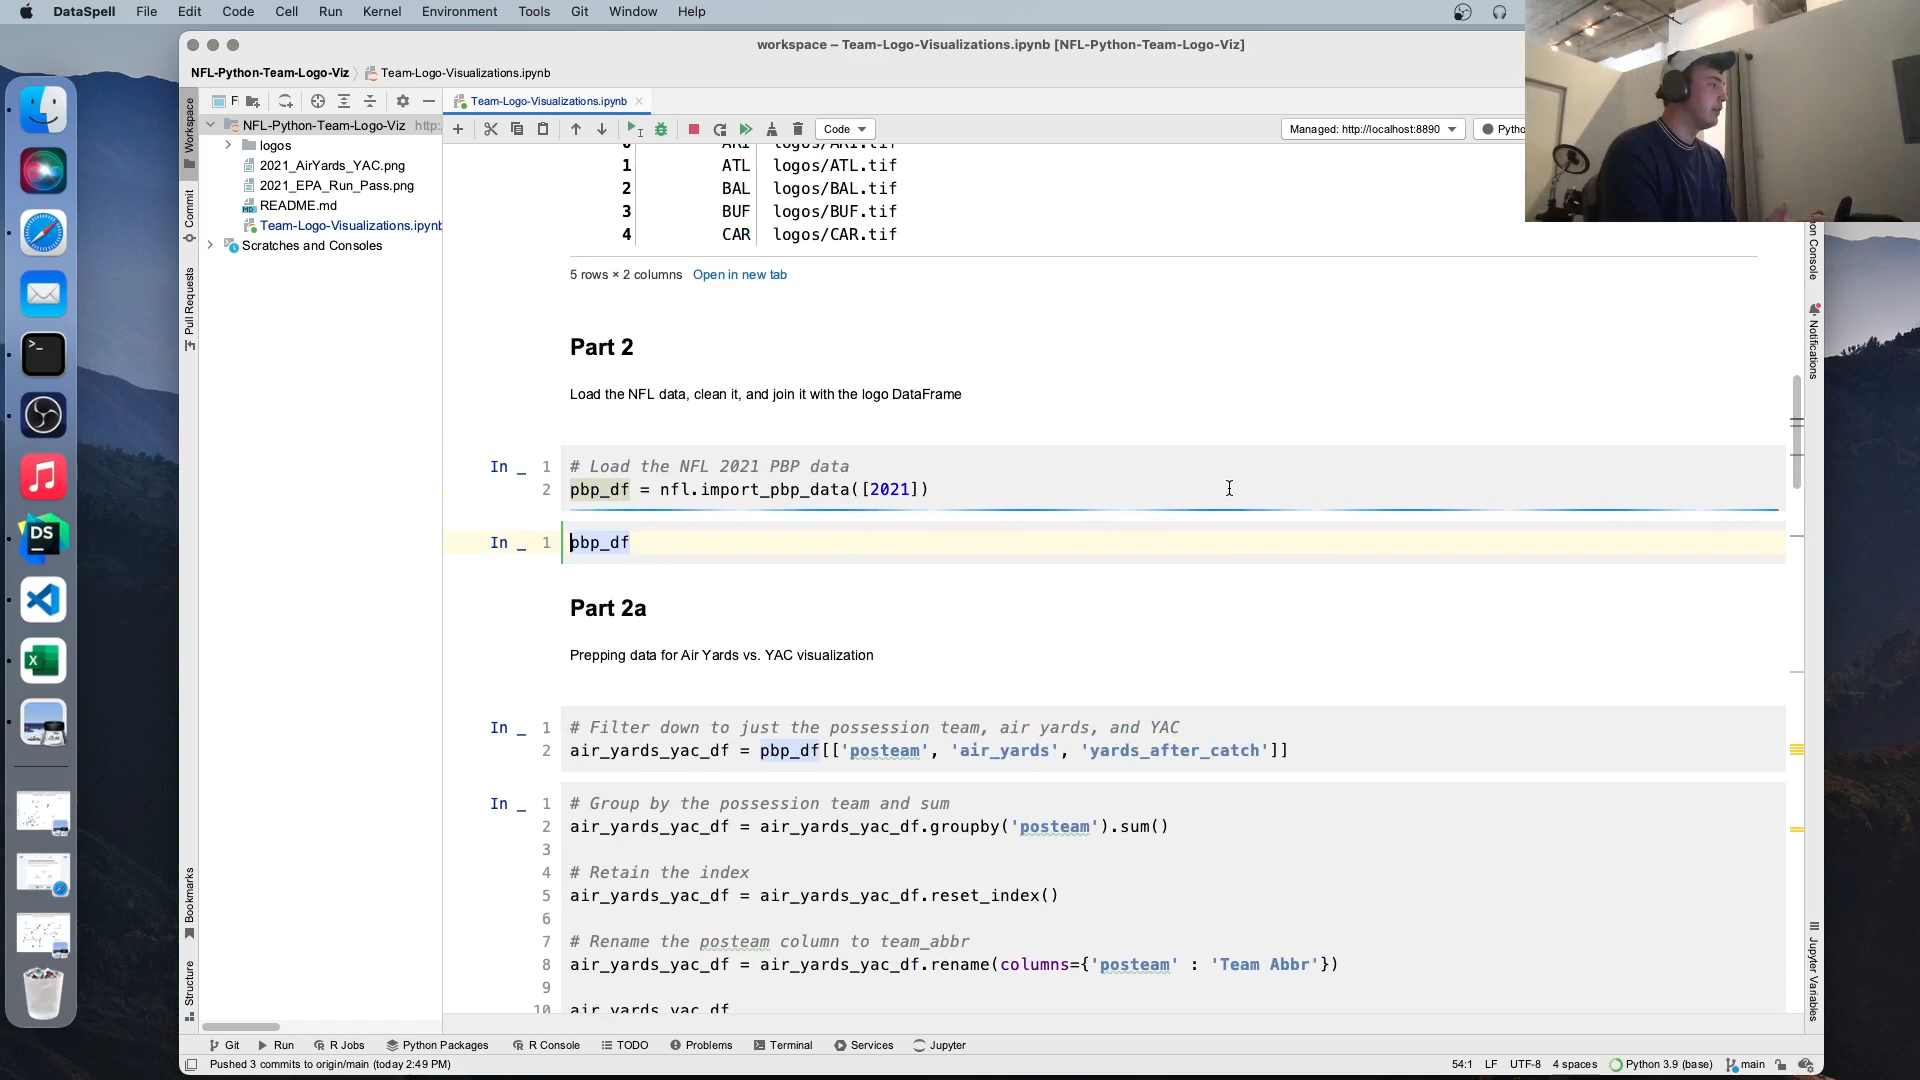 DataSpell File Edit Code Cell Run Kernel Environment Tools Git Window Help
workspace – Team-Logo-Visualizations.ipynb [NFL-Python-Team-Logo-Viz]
NFL-Python-Team-Logo-Viz Team-Logo-Visualizations.ipynb
F
Team-Logo-Visualizations.ipynb
Code
Managed: http://localhost:8890
Pytho
Workspace
Commit
Pull Requests
Bookmarks
Structure
NFL-Python-Team-Logo-Viz http:
logos
2021_AirYards_YAC.png
2021_EPA_Run_Pass.png
README.md
Team-Logo-Visualizations.ipynb
Scratches and Consoles
0 ARI logos/ARI.tif
1 ATL logos/ATL.tif
2 BAL logos/BAL.tif
3 BUF logos/BUF.tif
4 CAR logos/CAR.tif
5 rows × 2 columns Open in new tab
Part 2
Load the NFL data, clean it, and join it with the logo DataFrame
In _ 1 # Load the NFL 2021 PBP data
2 pbp_df = nfl.import_pbp_data([2021])
In _ 1 pbp_df
Part 2a
Prepping data for Air Yards vs. YAC visualization
In _ 1 # Filter down to just the possession team, air yards, and YAC
2 air_yards_yac_df = pbp_df[['posteam', 'air_yards', 'yards_after_catch']]
In _ 1 # Group by the possession team and sum
2 air_yards_yac_df = air_yards_yac_df.groupby('posteam').sum()
3
4 # Retain the index
5 air_yards_yac_df = air_yards_yac_df.reset_index()
6
7 # Rename the posteam column to team_abbr
8 air_yards_yac_df = air_yards_yac_df.rename(columns={'posteam' : 'Team Abbr'})
9
10 air_yards_yac_df
hon Console
Notifications
Jupyter Variables
>_
DS
Git Run R Jobs Python Packages R Console TODO Problems Terminal Services Jupyter
Pushed 3 commits to origin/main (today 2:49 PM)
54:1 LF UTF-8 4 spaces Python 3.9 (base) main